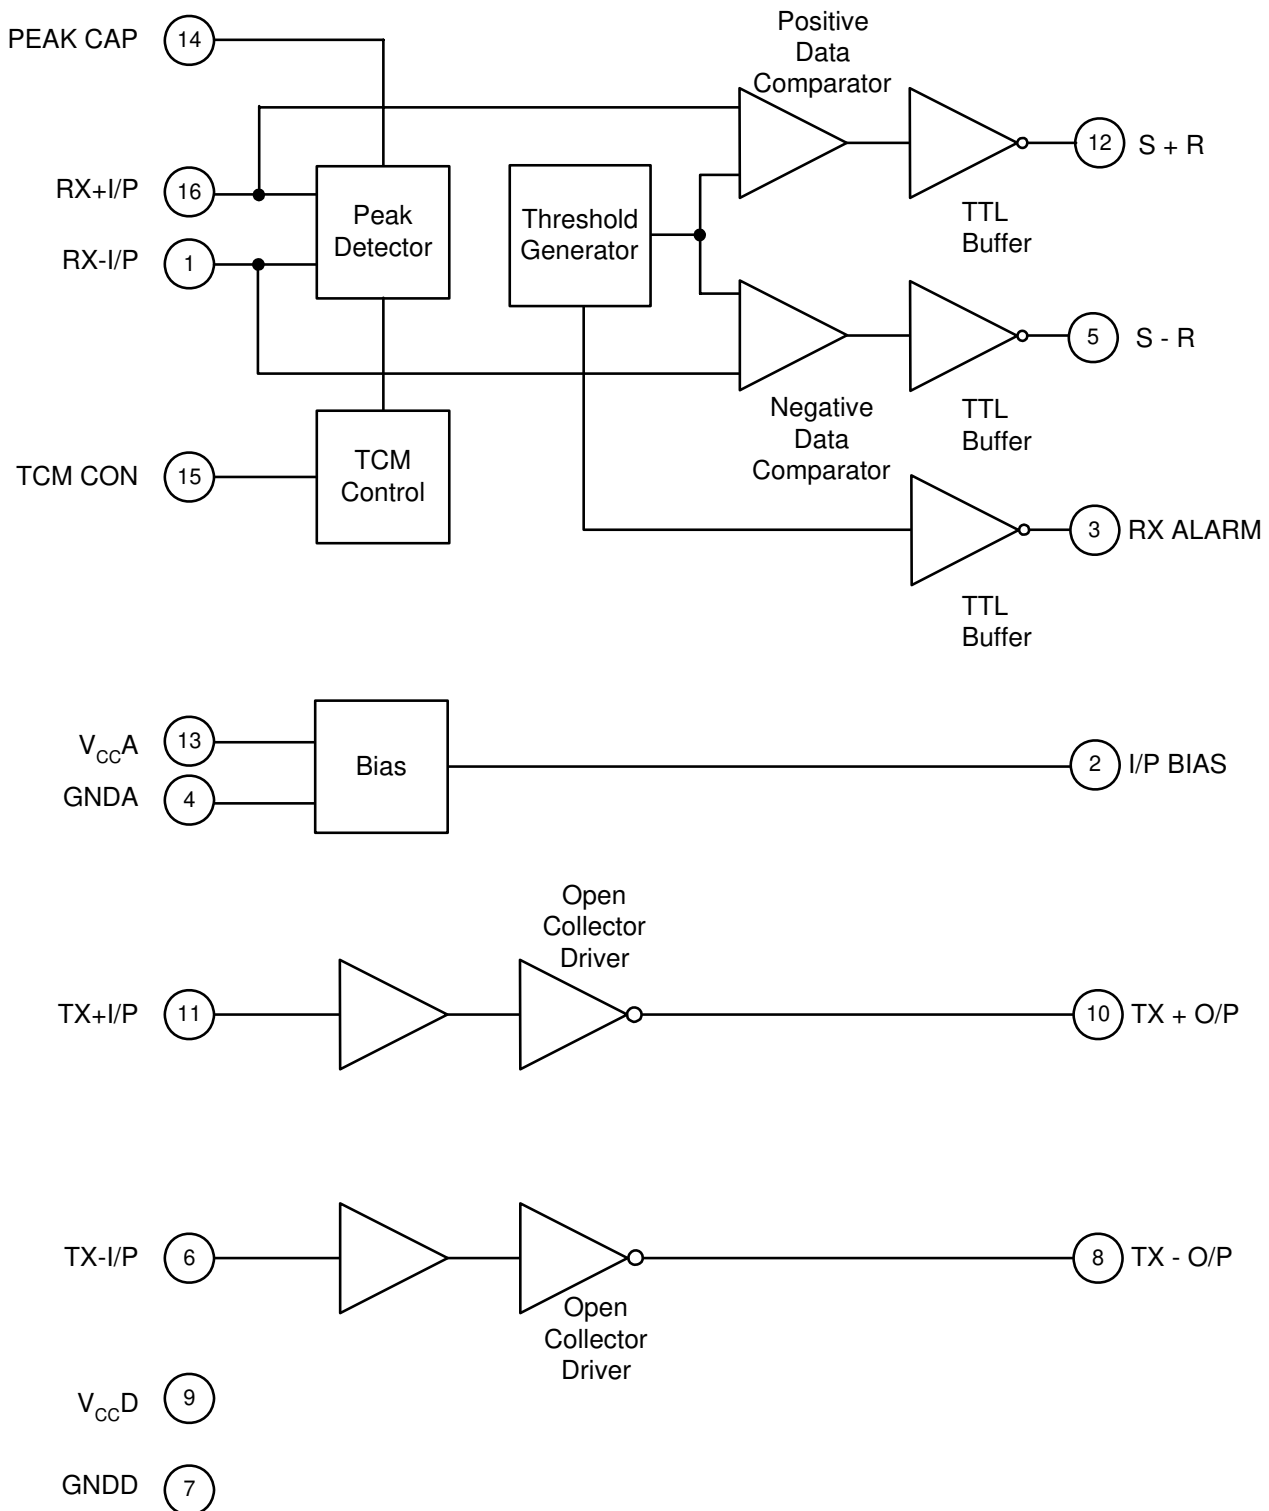 PEAK CAP 14
Positive
Data
Comparator
RX+I/P 16
RX-I/P 1
Peak
Detector
Threshold
Generator
12 S + R
TTL
Buffer
5 S - R
Negative
Data
Comparator
TTL
Buffer
TCM CON 15
TCM
Control
3 RX ALARM
TTL
Buffer
VCCA 13
GNDA 4
Bias
2 I/P BIAS
Open
Collector
Driver
TX+I/P 11
10 TX + O/P
TX-I/P 6
8 TX - O/P
Open
Collector
Driver
VCCD 9
GNDD 7